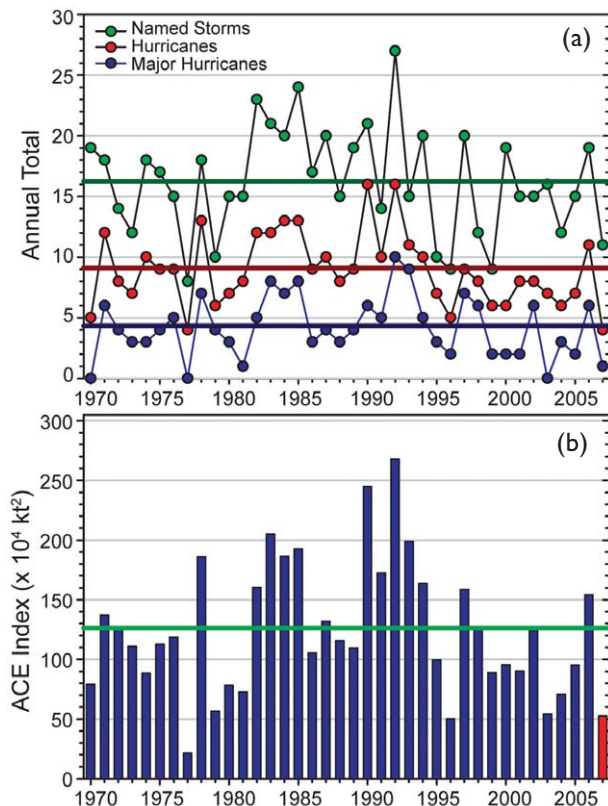 (a)
Named Storms
Hurricanes
Major Hurricanes
Annual Total
30
25
20
15
10
5
0
1970 1975 1980 1985 1990 1995 2000 2005
(b)
ACE Index (x 10⁴ kt²)
300
250
200
150
100
50
0
1970 1975 1980 1985 1990 1995 2000 2005